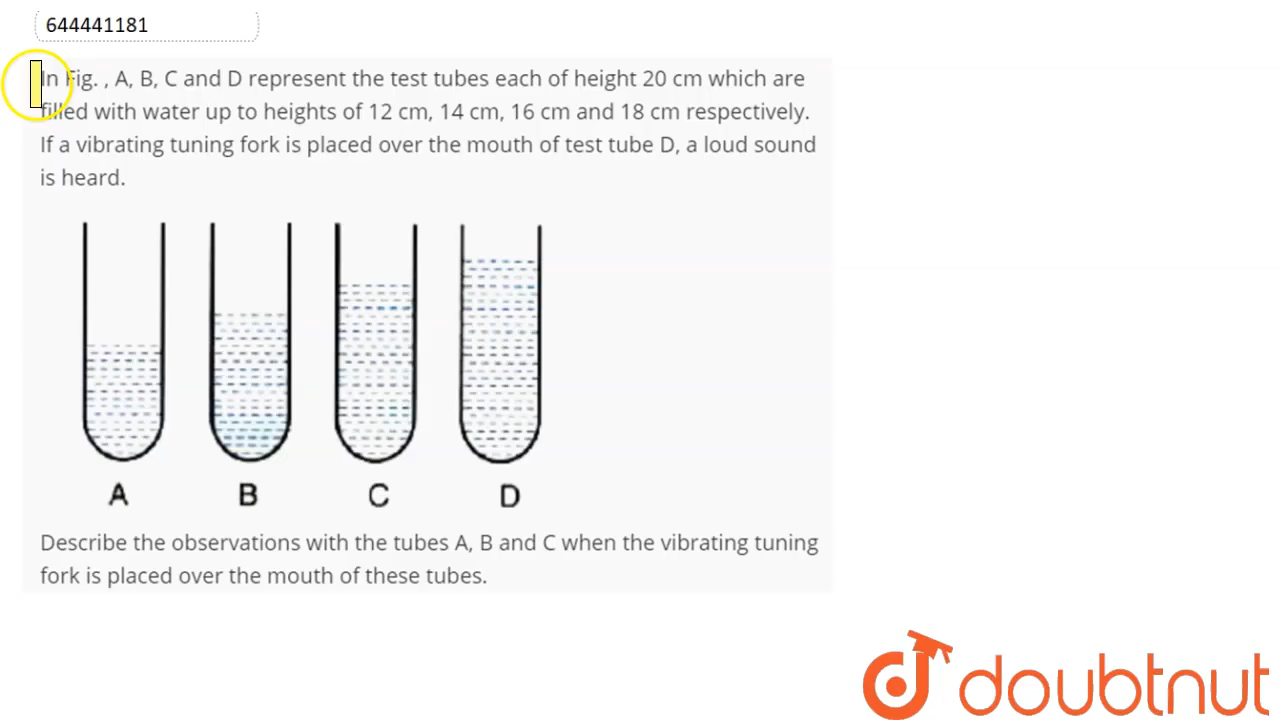 644441181
In Fig. , A, B, C and D represent the test tubes each of height 20 cm which are
filled with water up to heights of 12 cm, 14 cm, 16 cm and 18 cm respectively.
If a vibrating tuning fork is placed over the mouth of test tube D, a loud sound
is heard.
A B C D
Describe the observations with the tubes A, B and C when the vibrating tuning
fork is placed over the mouth of these tubes.
doubtnut